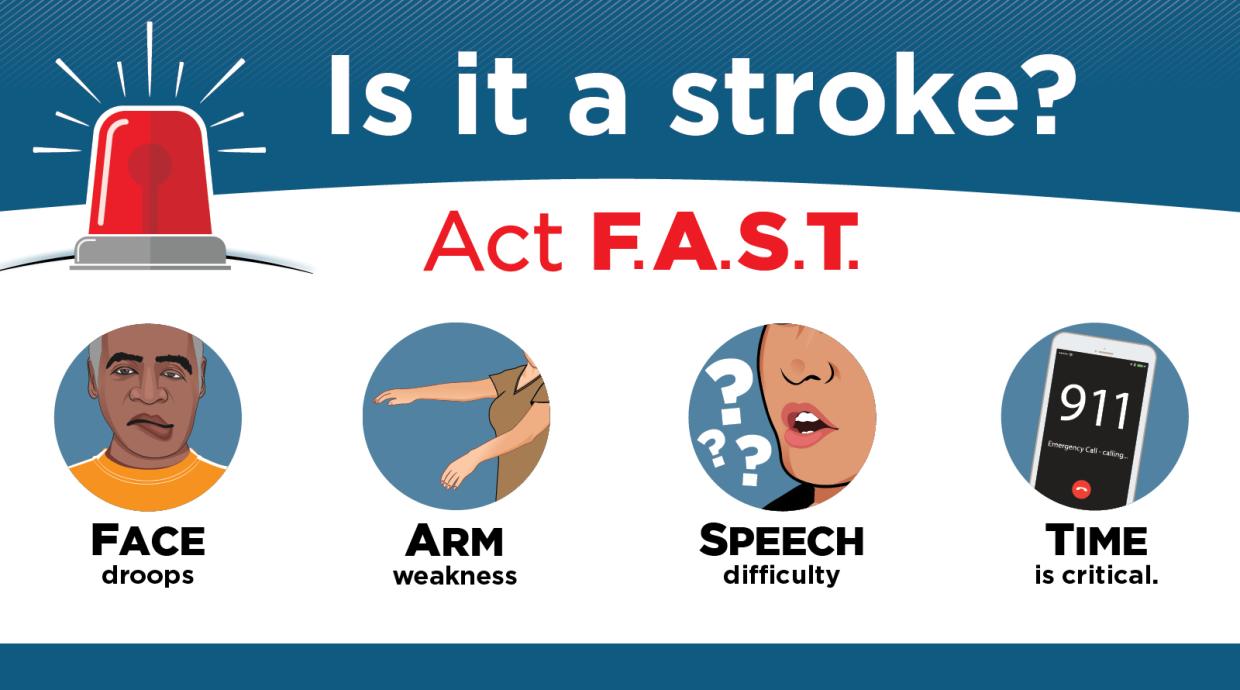 Is it a stroke?
Act F.A.S.T.
? ? ?
911
Emergency Call - calling...
FACE
droops
ARM
weakness
SPEECH
difficulty
TIME
is critical.